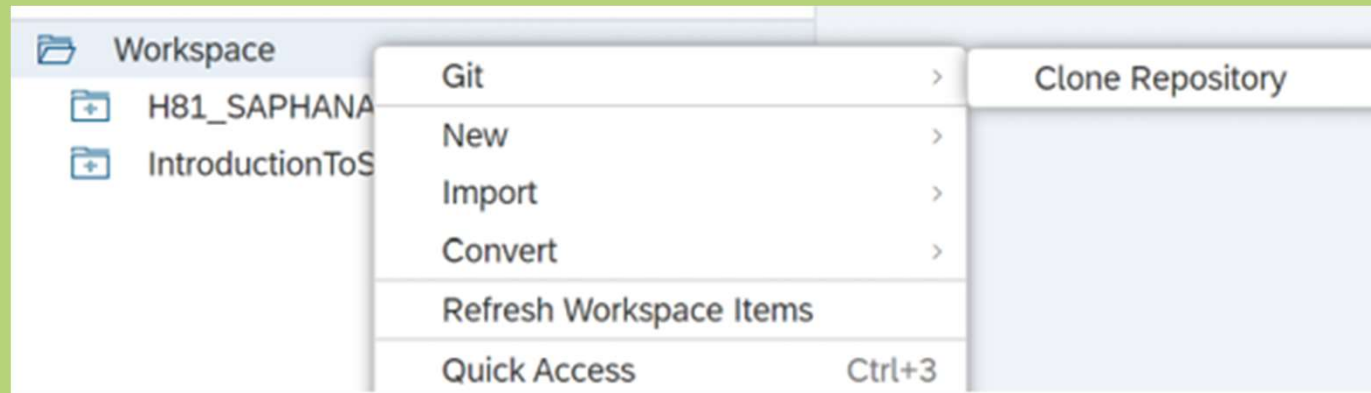 Workspace
H81_SAPHANA
IntroductionToS
Git
Clone Repository
New
Import
Convert
Refresh Workspace Items
Quick Access Ctrl+3